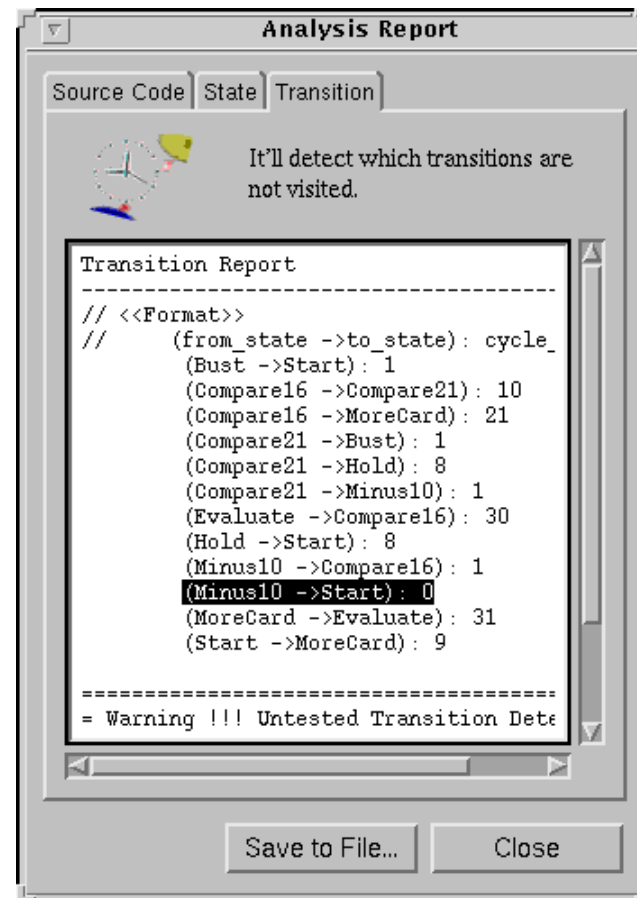 Analysis Report
Source Code State Transition
It'll detect which transitions are
not visited.
Transition Report
--------------------------------------
// <<Format>>
// (from_state ->to_state): cycle_
(Bust ->Start): 1
(Compare16 ->Compare21): 10
(Compare16 ->MoreCard): 21
(Compare21 ->Bust): 1
(Compare21 ->Hold): 8
(Compare21 ->Minus10): 1
(Evaluate ->Compare16): 30
(Hold ->Start): 8
(Minus10 ->Compare16): 1
(Minus10 ->Start): 0
(MoreCard ->Evaluate): 31
(Start ->MoreCard): 9
======================================
= Warning !!! Untested Transition Dete
Save to File... Close